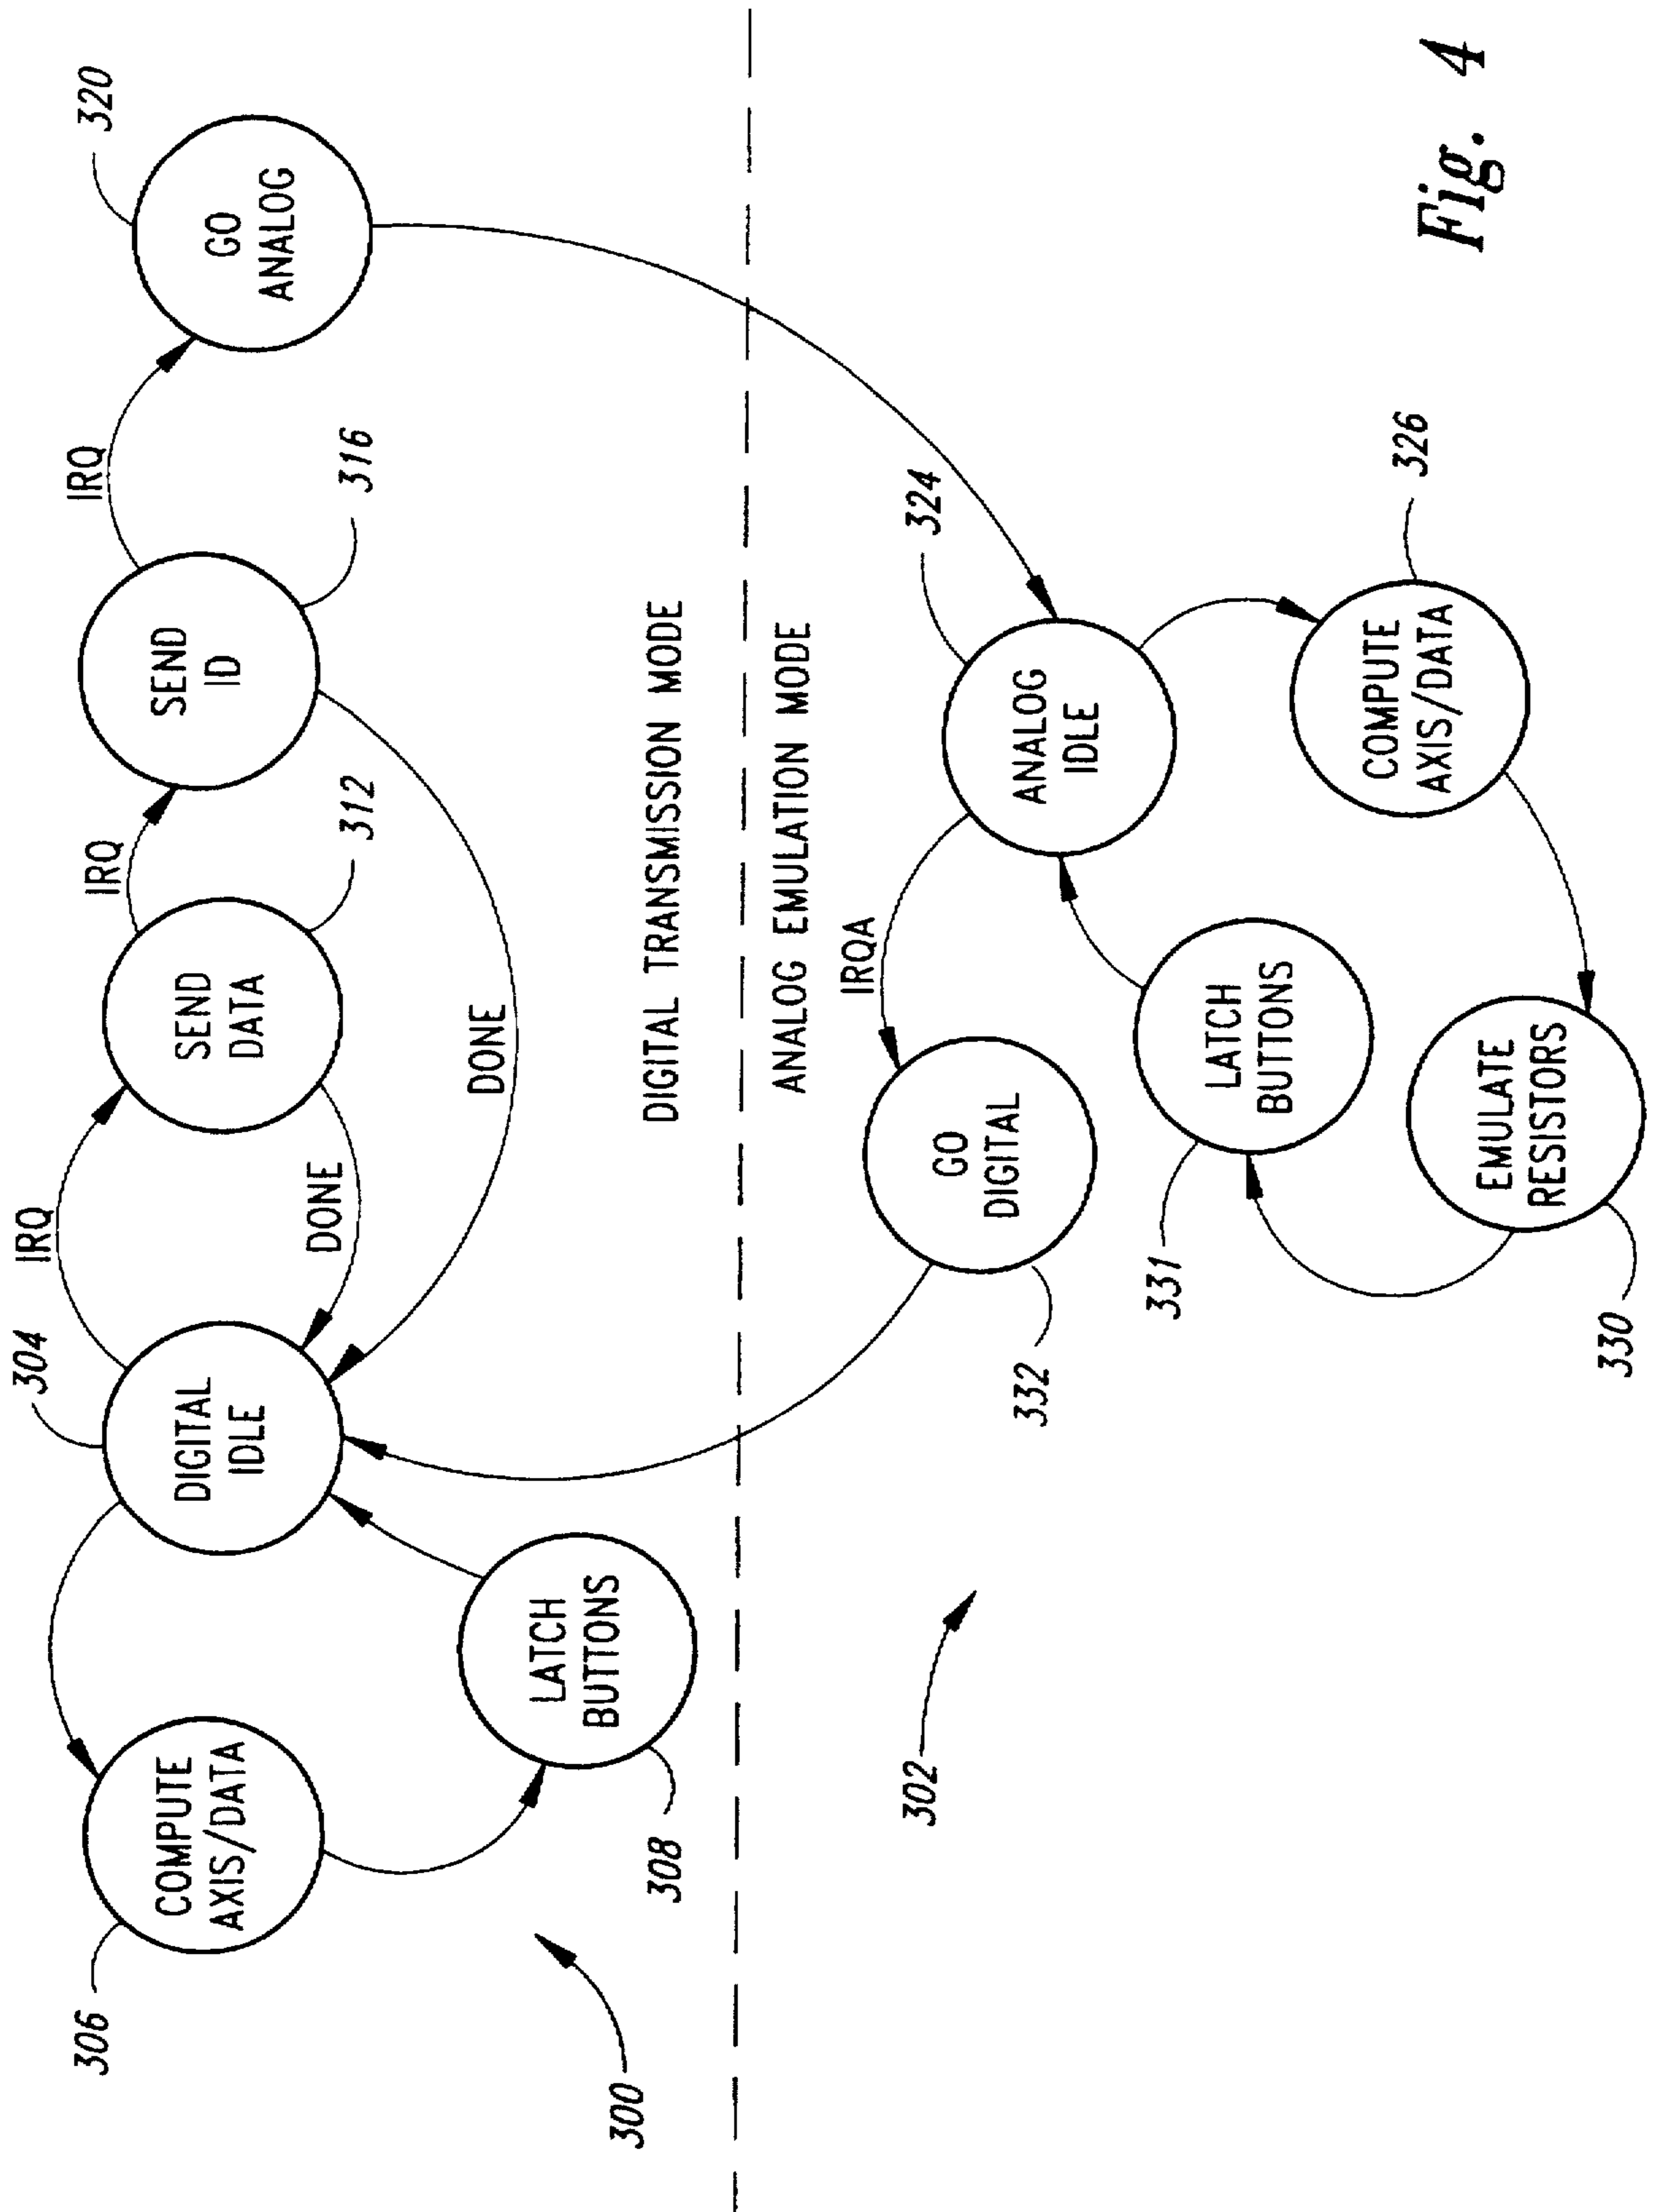 306
COMPUTE
AXIS/DATA
304
DIGITAL
IDLE
IRQ
SEND
DATA
IRQ
SEND
ID
IRQ
GO
ANALOG
320
DONE
312
316
LATCH
BUTTONS
308
DONE
300
DIGITAL TRANSMISSION MODE
ANALOG EMULATION MODE
302
IRQA
GO
DIGITAL
332
324
ANALOG
IDLE
331
LATCH
BUTTONS
326
COMPUTE
AXIS/DATA
EMULATE
RESISTORS
330
Fig. 4